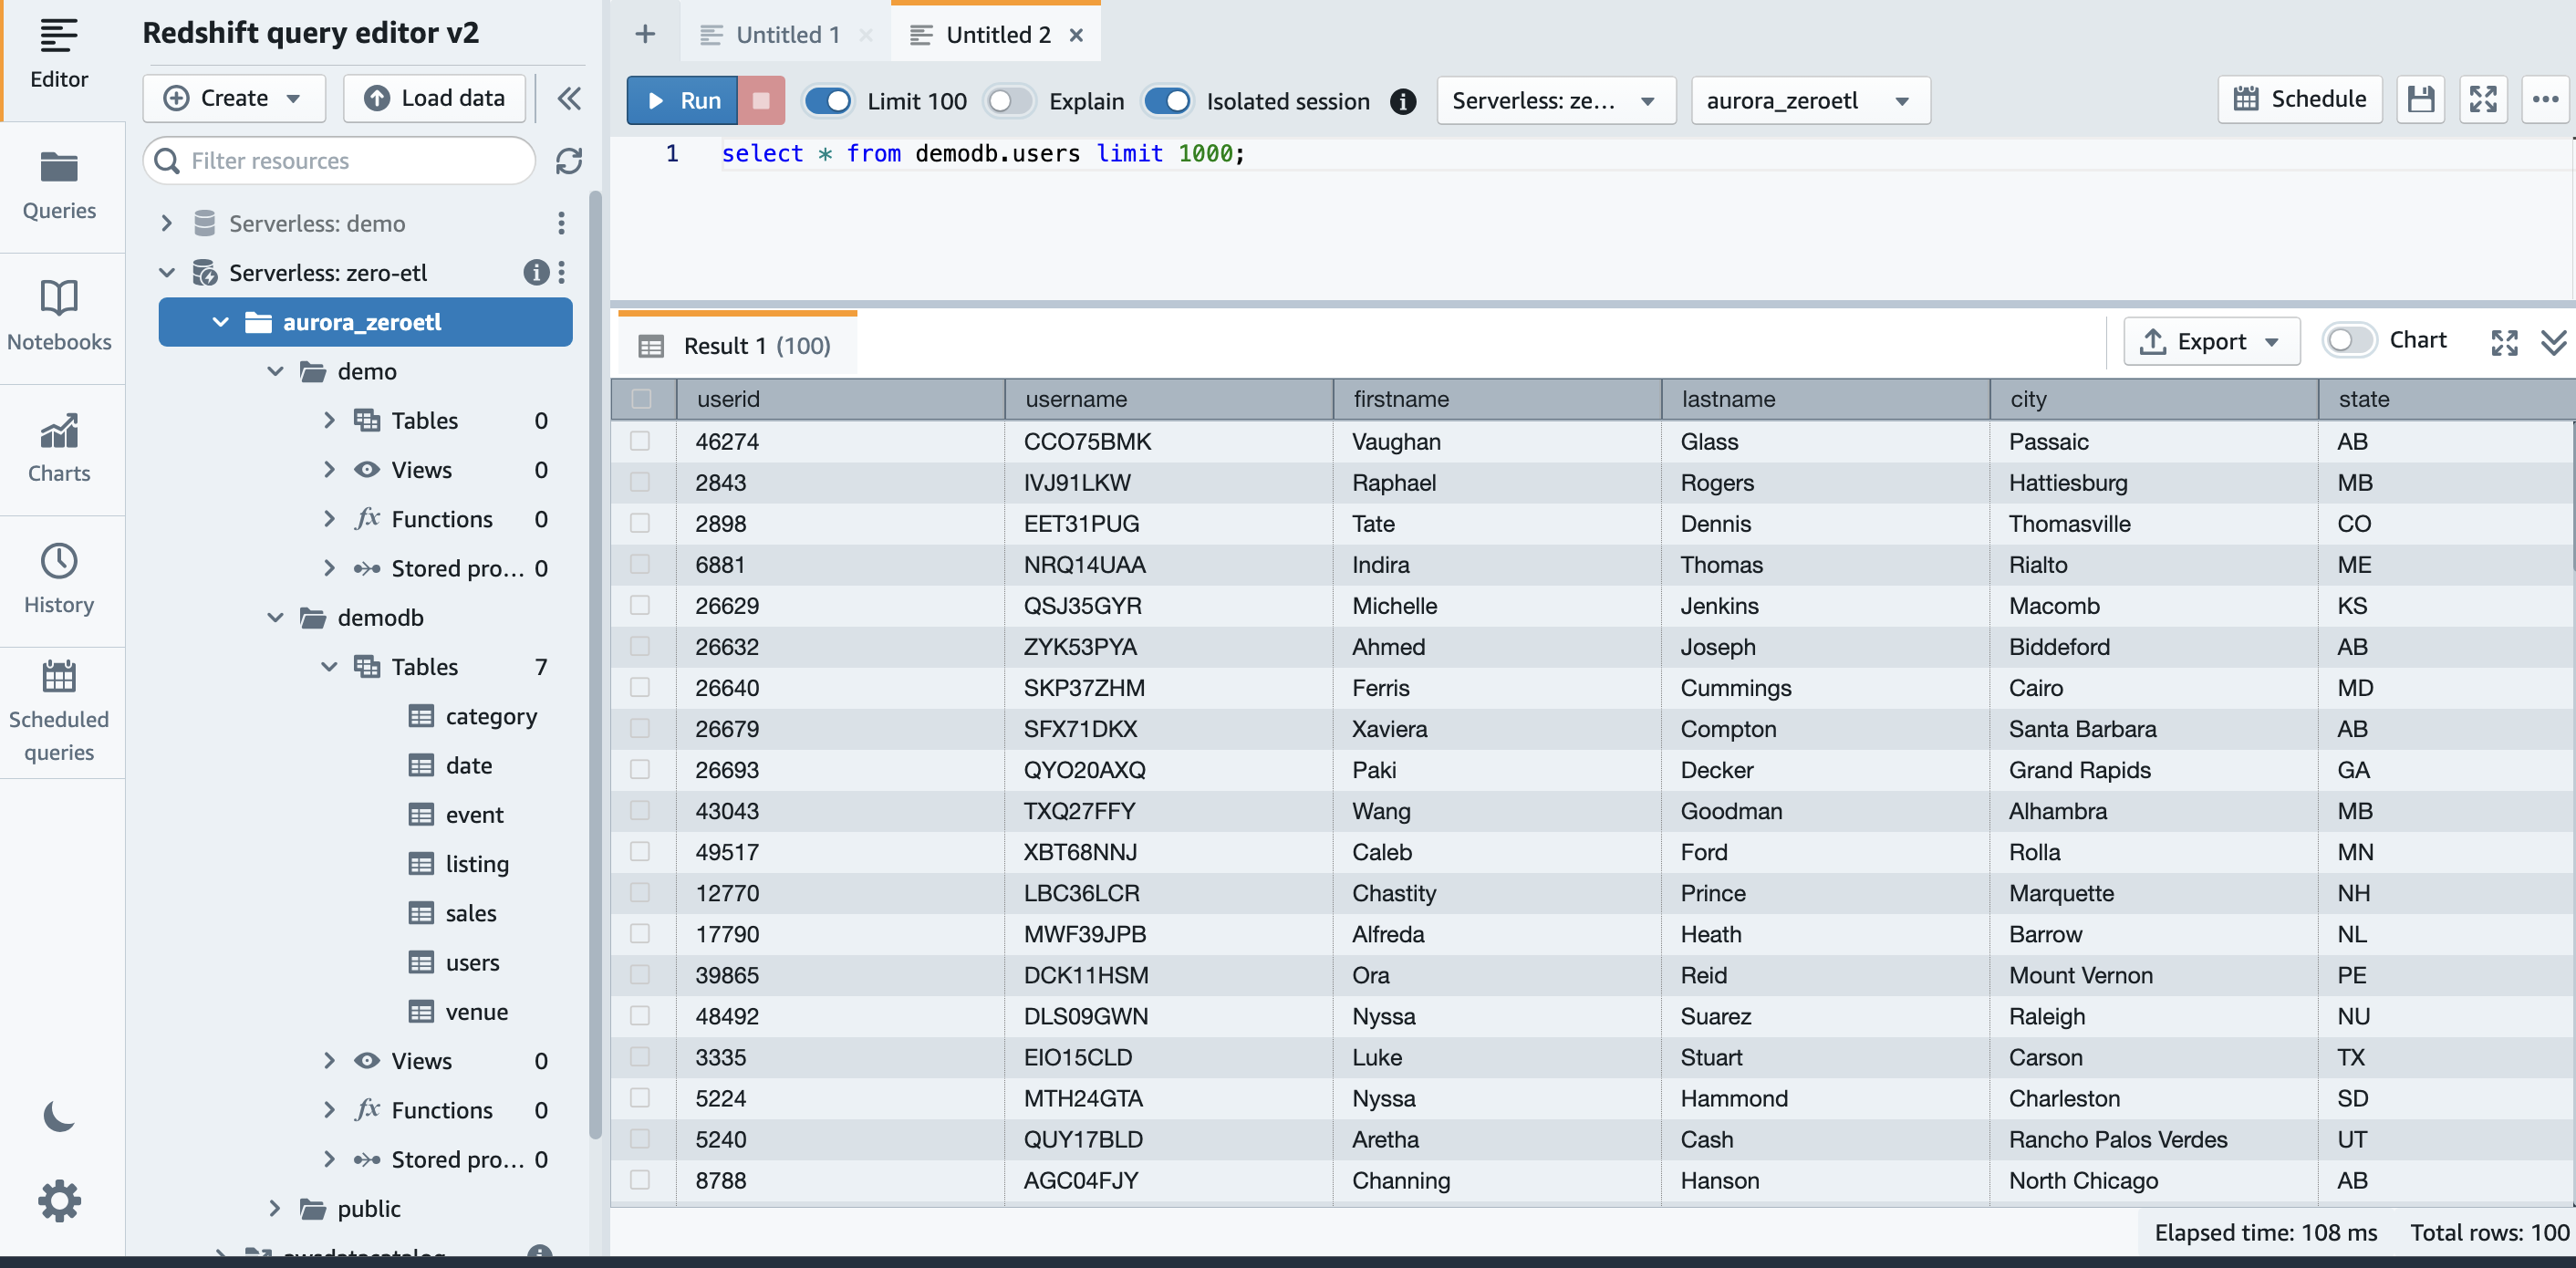 Editor
Queries
Notebooks
Charts
History
Scheduled
queries
Redshift query editor v2
Create
Load data
Filter resources
Serverless: demo
Serverless: zero-etl
aurora_zeroetl
demo
Tables 0
Views 0
fx Functions 0
Stored pro... 0
demodb
Tables 7
category
date
event
listing
sales
users
venue
Views 0
fx Functions 0
Stored pro... 0
public
awsdatacatalog
Untitled 1
Untitled 2
Run Limit 100 Explain Isolated session Serverless: ze... aurora_zeroetl Schedule
1 select * from demodb.users limit 1000;
Result 1 (100) Export Chart
userid username firstname lastname city state
46274 CCO75BMK Vaughan Glass Passaic AB
2843 IVJ91LKW Raphael Rogers Hattiesburg MB
2898 EET31PUG Tate Dennis Thomasville CO
6881 NRQ14UAA Indira Thomas Rialto ME
26629 QSJ35GYR Michelle Jenkins Macomb KS
26632 ZYK53PYA Ahmed Joseph Biddeford AB
26640 SKP37ZHM Ferris Cummings Cairo MD
26679 SFX71DKX Xaviera Compton Santa Barbara AB
26693 QYO20AXQ Paki Decker Grand Rapids GA
43043 TXQ27FFY Wang Goodman Alhambra MB
49517 XBT68NNJ Caleb Ford Rolla MN
12770 LBC36LCR Chastity Prince Marquette NH
17790 MWF39JPB Alfreda Heath Barrow NL
39865 DCK11HSM Ora Reid Mount Vernon PE
48492 DLS09GWN Nyssa Suarez Raleigh NU
3335 EIO15CLD Luke Stuart Carson TX
5224 MTH24GTA Nyssa Hammond Charleston SD
5240 QUY17BLD Aretha Cash Rancho Palos Verdes UT
8788 AGC04FJY Channing Hanson North Chicago AB
Elapsed time: 108 ms Total rows: 100